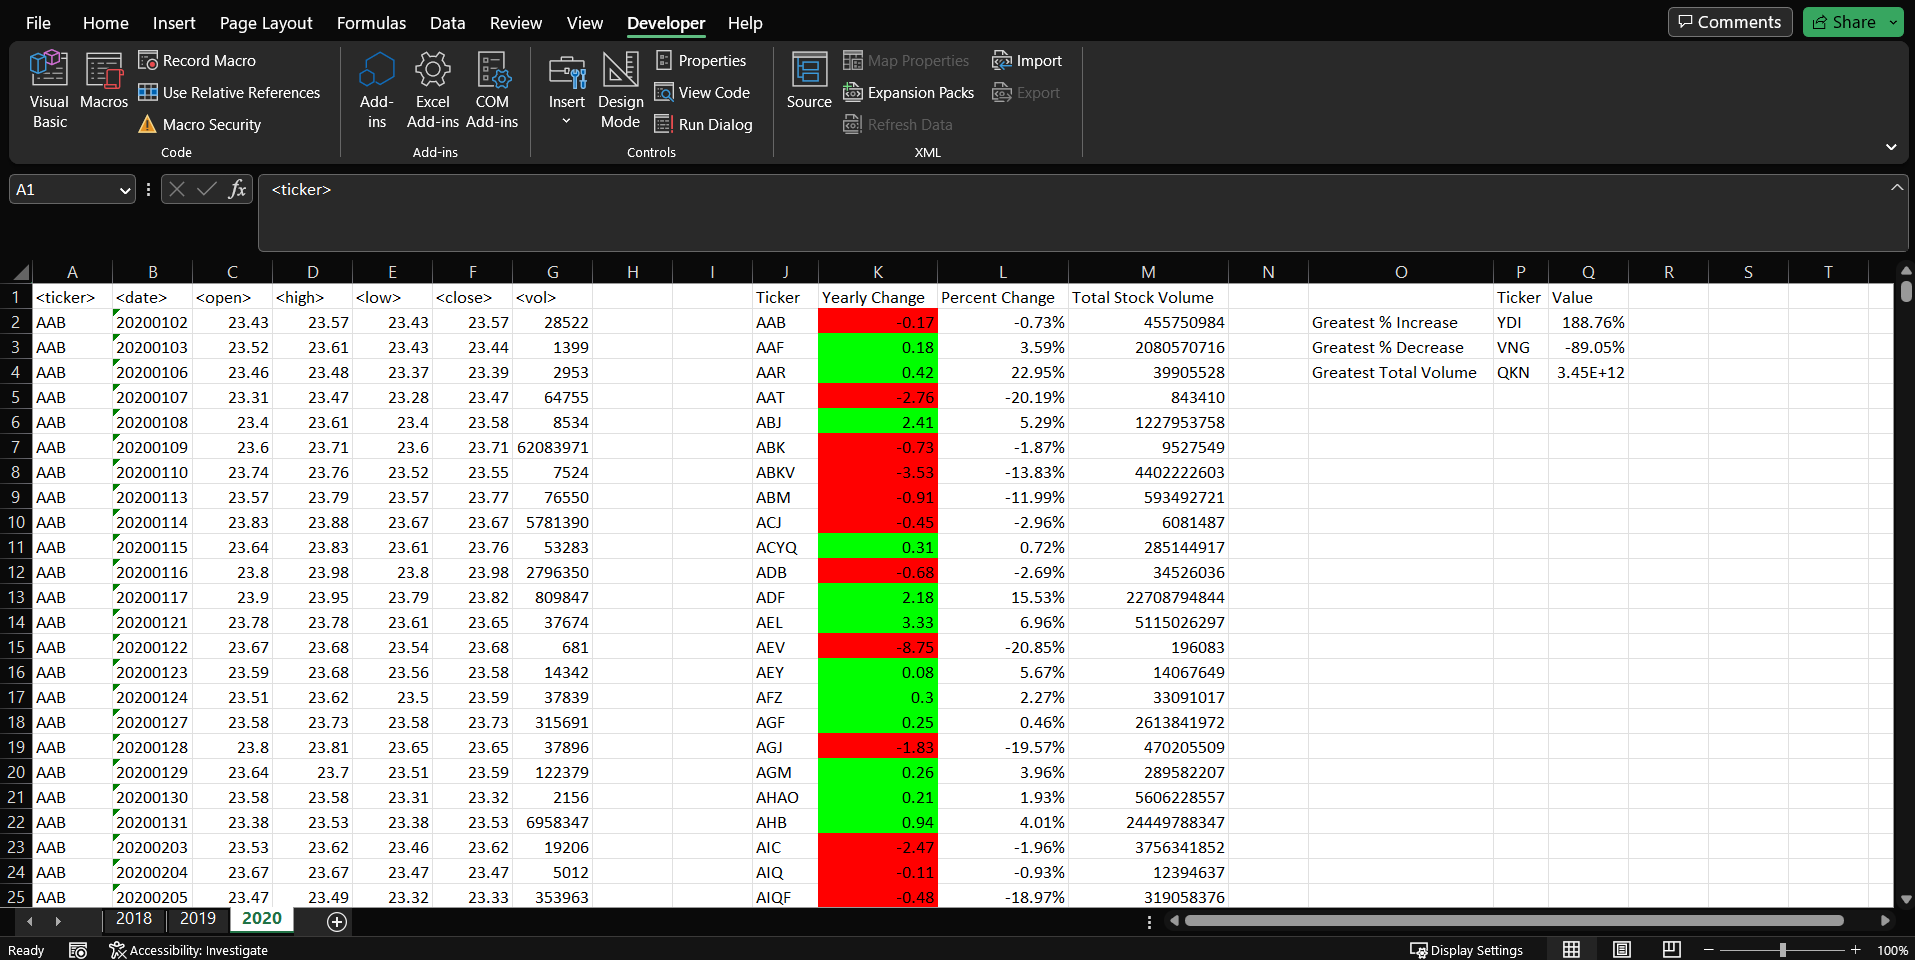 File Home Insert Page Layout Formulas Data Review View Developer Help Comments Share
Visual Basic Macros Record Macro Use Relative References Macro Security Code
Add-ins Excel Add-ins COM Add-ins Add-ins
Insert Design Mode Properties View Code Run Dialog Controls
Source Map Properties Expansion Packs Refresh Data Import Export XML
A1 fx <ticker>
A B C D E F G H I J K L M N O P Q R S T
1 <ticker> <date> <open> <high> <low> <close> <vol> Ticker Yearly Change Percent Change Total Stock Volume Ticker Value
2 AAB 20200102 23.43 23.57 23.43 23.57 28522 AAB -0.17 -0.73% 455750984 Greatest % Increase YDI 188.76%
3 AAB 20200103 23.52 23.61 23.43 23.44 1399 AAF 0.18 3.59% 2080570716 Greatest % Decrease VNG -89.05%
4 AAB 20200106 23.46 23.48 23.37 23.39 2953 AAR 0.42 22.95% 39905528 Greatest Total Volume QKN 3.45E+12
5 AAB 20200107 23.31 23.47 23.28 23.47 64755 AAT -2.76 -20.19% 843410
6 AAB 20200108 23.4 23.61 23.4 23.58 8534 ABJ 2.41 5.29% 1227953758
7 AAB 20200109 23.6 23.71 23.6 23.71 62083971 ABK -0.73 -1.87% 9527549
8 AAB 20200110 23.74 23.76 23.52 23.55 7524 ABKV -3.53 -13.83% 4402222603
9 AAB 20200113 23.57 23.79 23.57 23.77 76550 ABM -0.91 -11.99% 593492721
10 AAB 20200114 23.83 23.88 23.67 23.67 5781390 ACJ -0.45 -2.96% 6081487
11 AAB 20200115 23.64 23.83 23.61 23.76 53283 ACYQ 0.31 0.72% 285144917
12 AAB 20200116 23.8 23.98 23.8 23.98 2796350 ADB -0.68 -2.69% 34526036
13 AAB 20200117 23.9 23.95 23.79 23.82 809847 ADF 2.18 15.53% 22708794844
14 AAB 20200121 23.78 23.78 23.61 23.65 37674 AEL 3.33 6.96% 5115026297
15 AAB 20200122 23.67 23.68 23.54 23.68 681 AEV -8.75 -20.85% 196083
16 AAB 20200123 23.59 23.68 23.56 23.58 14342 AEY 0.08 5.67% 14067649
17 AAB 20200124 23.51 23.62 23.5 23.59 37839 AFZ 0.3 2.27% 33091017
18 AAB 20200127 23.58 23.73 23.58 23.73 315691 AGF 0.25 0.46% 2613841972
19 AAB 20200128 23.8 23.81 23.65 23.65 37896 AGJ -1.83 -19.57% 470205509
20 AAB 20200129 23.64 23.7 23.51 23.59 122379 AGM 0.26 3.96% 289582207
21 AAB 20200130 23.58 23.58 23.31 23.32 2156 AHAO 0.21 1.93% 5606228557
22 AAB 20200131 23.38 23.53 23.38 23.53 6958347 AHB 0.94 4.01% 24449788347
23 AAB 20200203 23.53 23.62 23.46 23.62 19206 AIC -2.47 -1.96% 3756341852
24 AAB 20200204 23.67 23.67 23.47 23.47 5012 AIQ -0.11 -0.93% 12394637
25 AAB 20200205 23.47 23.49 23.32 23.33 353963 AIQF -0.48 -18.97% 319058376
2018 2019 2020
Ready Accessibility: Investigate Display Settings 100%